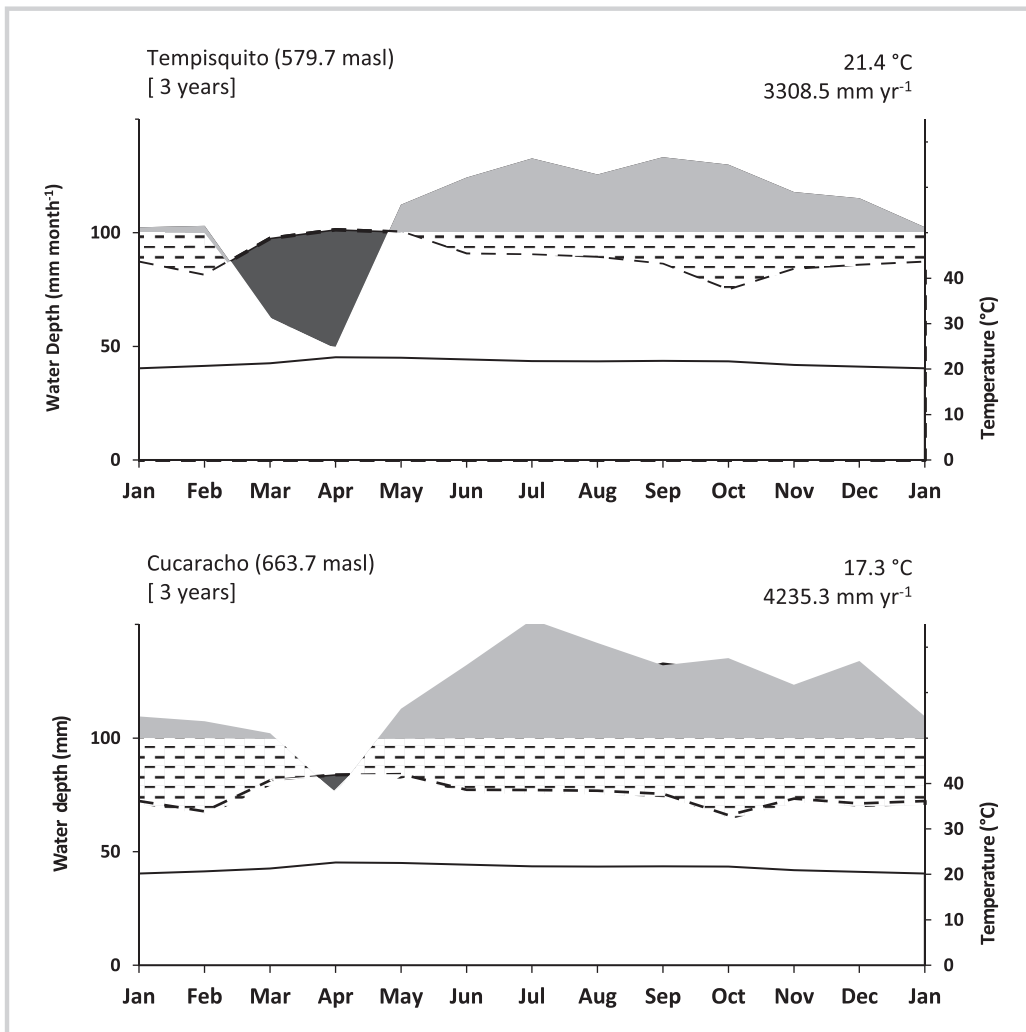 Tempisquito (579.7 masl)
[ 3 years]
21.4 °C
3308.5 mm yr-1
Water Depth (mm month-1)
100
50
0
40
30
20
10
0
Temperature (°C)
Jan Feb Mar Apr May Jun Jul Aug Sep Oct Nov Dec Jan
Cucaracho (663.7 masl)
[ 3 years]
17.3 °C
4235.3 mm yr-1
Water depth (mm)
100
50
0
40
30
20
10
0
Temperature (°C)
Jan Feb Mar Apr May Jun Jul Aug Sep Oct Nov Dec Jan